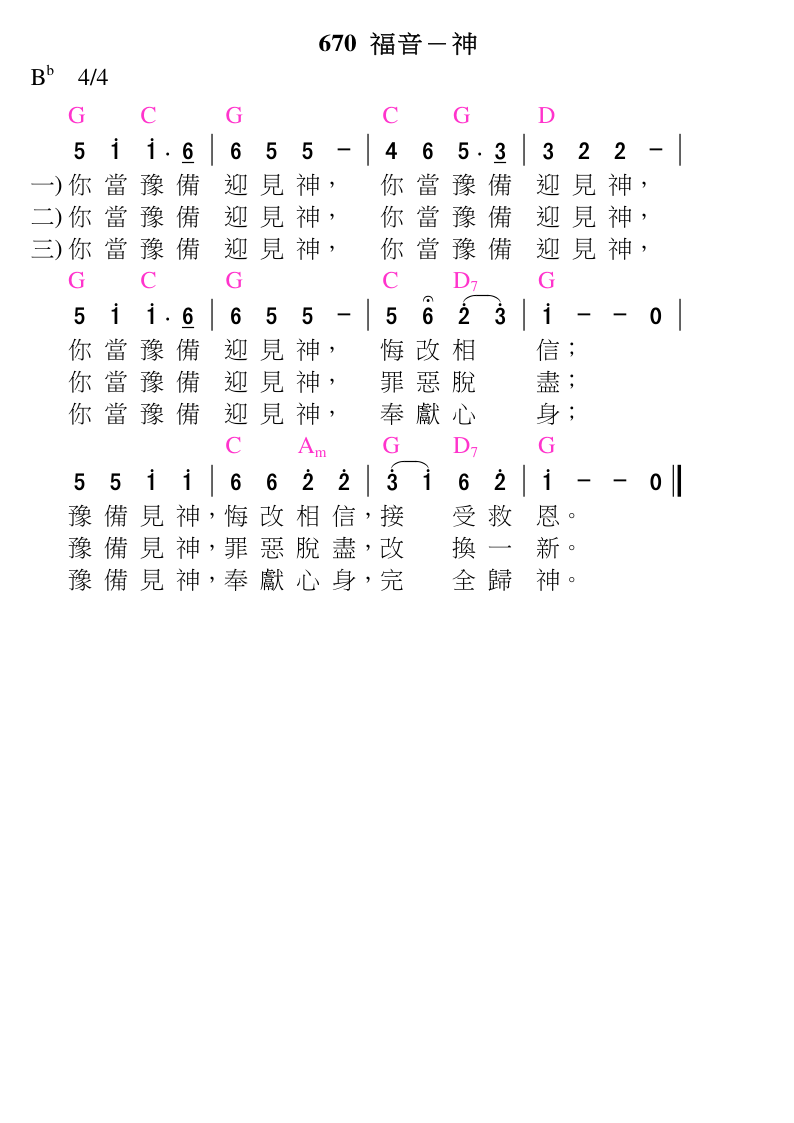 670 福音－神
B♭ 4/4
G C G C G D
5 i i · 6 | 6 5 5 － | 4 6 5 · 3 | 3 2 2 － |
一) 你當豫備 迎見神， 你當豫備 迎見神，
二) 你當豫備 迎見神， 你當豫備 迎見神，
三) 你當豫備 迎見神， 你當豫備 迎見神，
G C G C D7 G
5 i i · 6 | 6 5 5 － | 5 6 2̇ 3̇ | i － － 0 |
你當豫備 迎見神， 悔改相 信；
你當豫備 迎見神， 罪惡脫 盡；
你當豫備 迎見神， 奉獻心 身；
C Am G D7 G
5 5 i i | 6 6 2̇ 2̇ | 3̇ i 6 2̇ | i － － 0 ‖
豫備見神，悔改相信，接 受救 恩。
豫備見神，罪惡脫盡，改 換一 新。
豫備見神，奉獻心身，完 全歸 神。